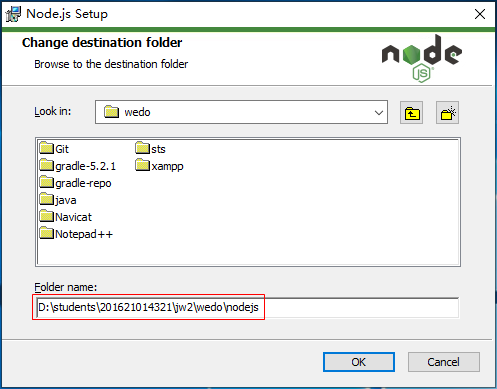 Node.js Setup
Change destination folder
Browse to the destination folder
node
JS
Look in:
wedo
Git
sts
gradle-5.2.1
xampp
gradle-repo
java
Navicat
Notepad++
Folder name:
D:\students\201621014321\jw2\wedo\nodejs
OK
Cancel